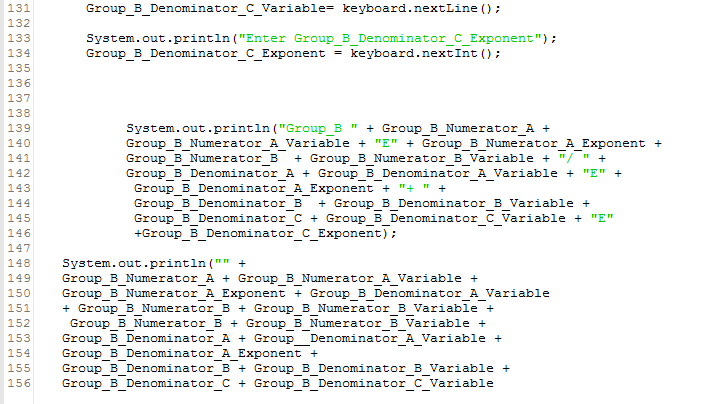 131 Group_B_Denominator_C_Variable= keyboard.nextLine();
132
133 System.out.println("Enter Group_B_Denominator_C_Exponent");
134 Group_B_Denominator_C_Exponent = keyboard.nextInt();
135
136
137
138
139 System.out.println("Group_B " + Group_B_Numerator_A +
140 Group_B_Numerator_A_Variable + "E" + Group_B_Numerator_A_Exponent +
141 Group_B_Numerator_B  + Group_B_Numerator_B_Variable + "/ " +
142 Group_B_Denominator_A + Group_B_Denominator_A_Variable + "E" +
143 Group_B_Denominator_A_Exponent + "+ " +
144 Group_B_Denominator_B  + Group_B_Denominator_B_Variable +
145 Group_B_Denominator_C + Group_B_Denominator_C_Variable + "E"
146 +Group_B_Denominator_C_Exponent);
147
148 System.out.println("" +
149 Group_B_Numerator_A + Group_B_Numerator_A_Variable +
150 Group_B_Numerator_A_Exponent + Group_B_Denominator_A_Variable
151 + Group_B_Numerator_B + Group_B_Numerator_B_Variable +
152 Group_B_Numerator_B + Group_B_Numerator_B_Variable +
153 Group_B_Denominator_A + Group__Denominator_A_Variable +
154 Group_B_Denominator_A_Exponent +
155 Group_B_Denominator_B + Group_B_Denominator_B_Variable +
156 Group_B_Denominator_C + Group_B_Denominator_C_Variable